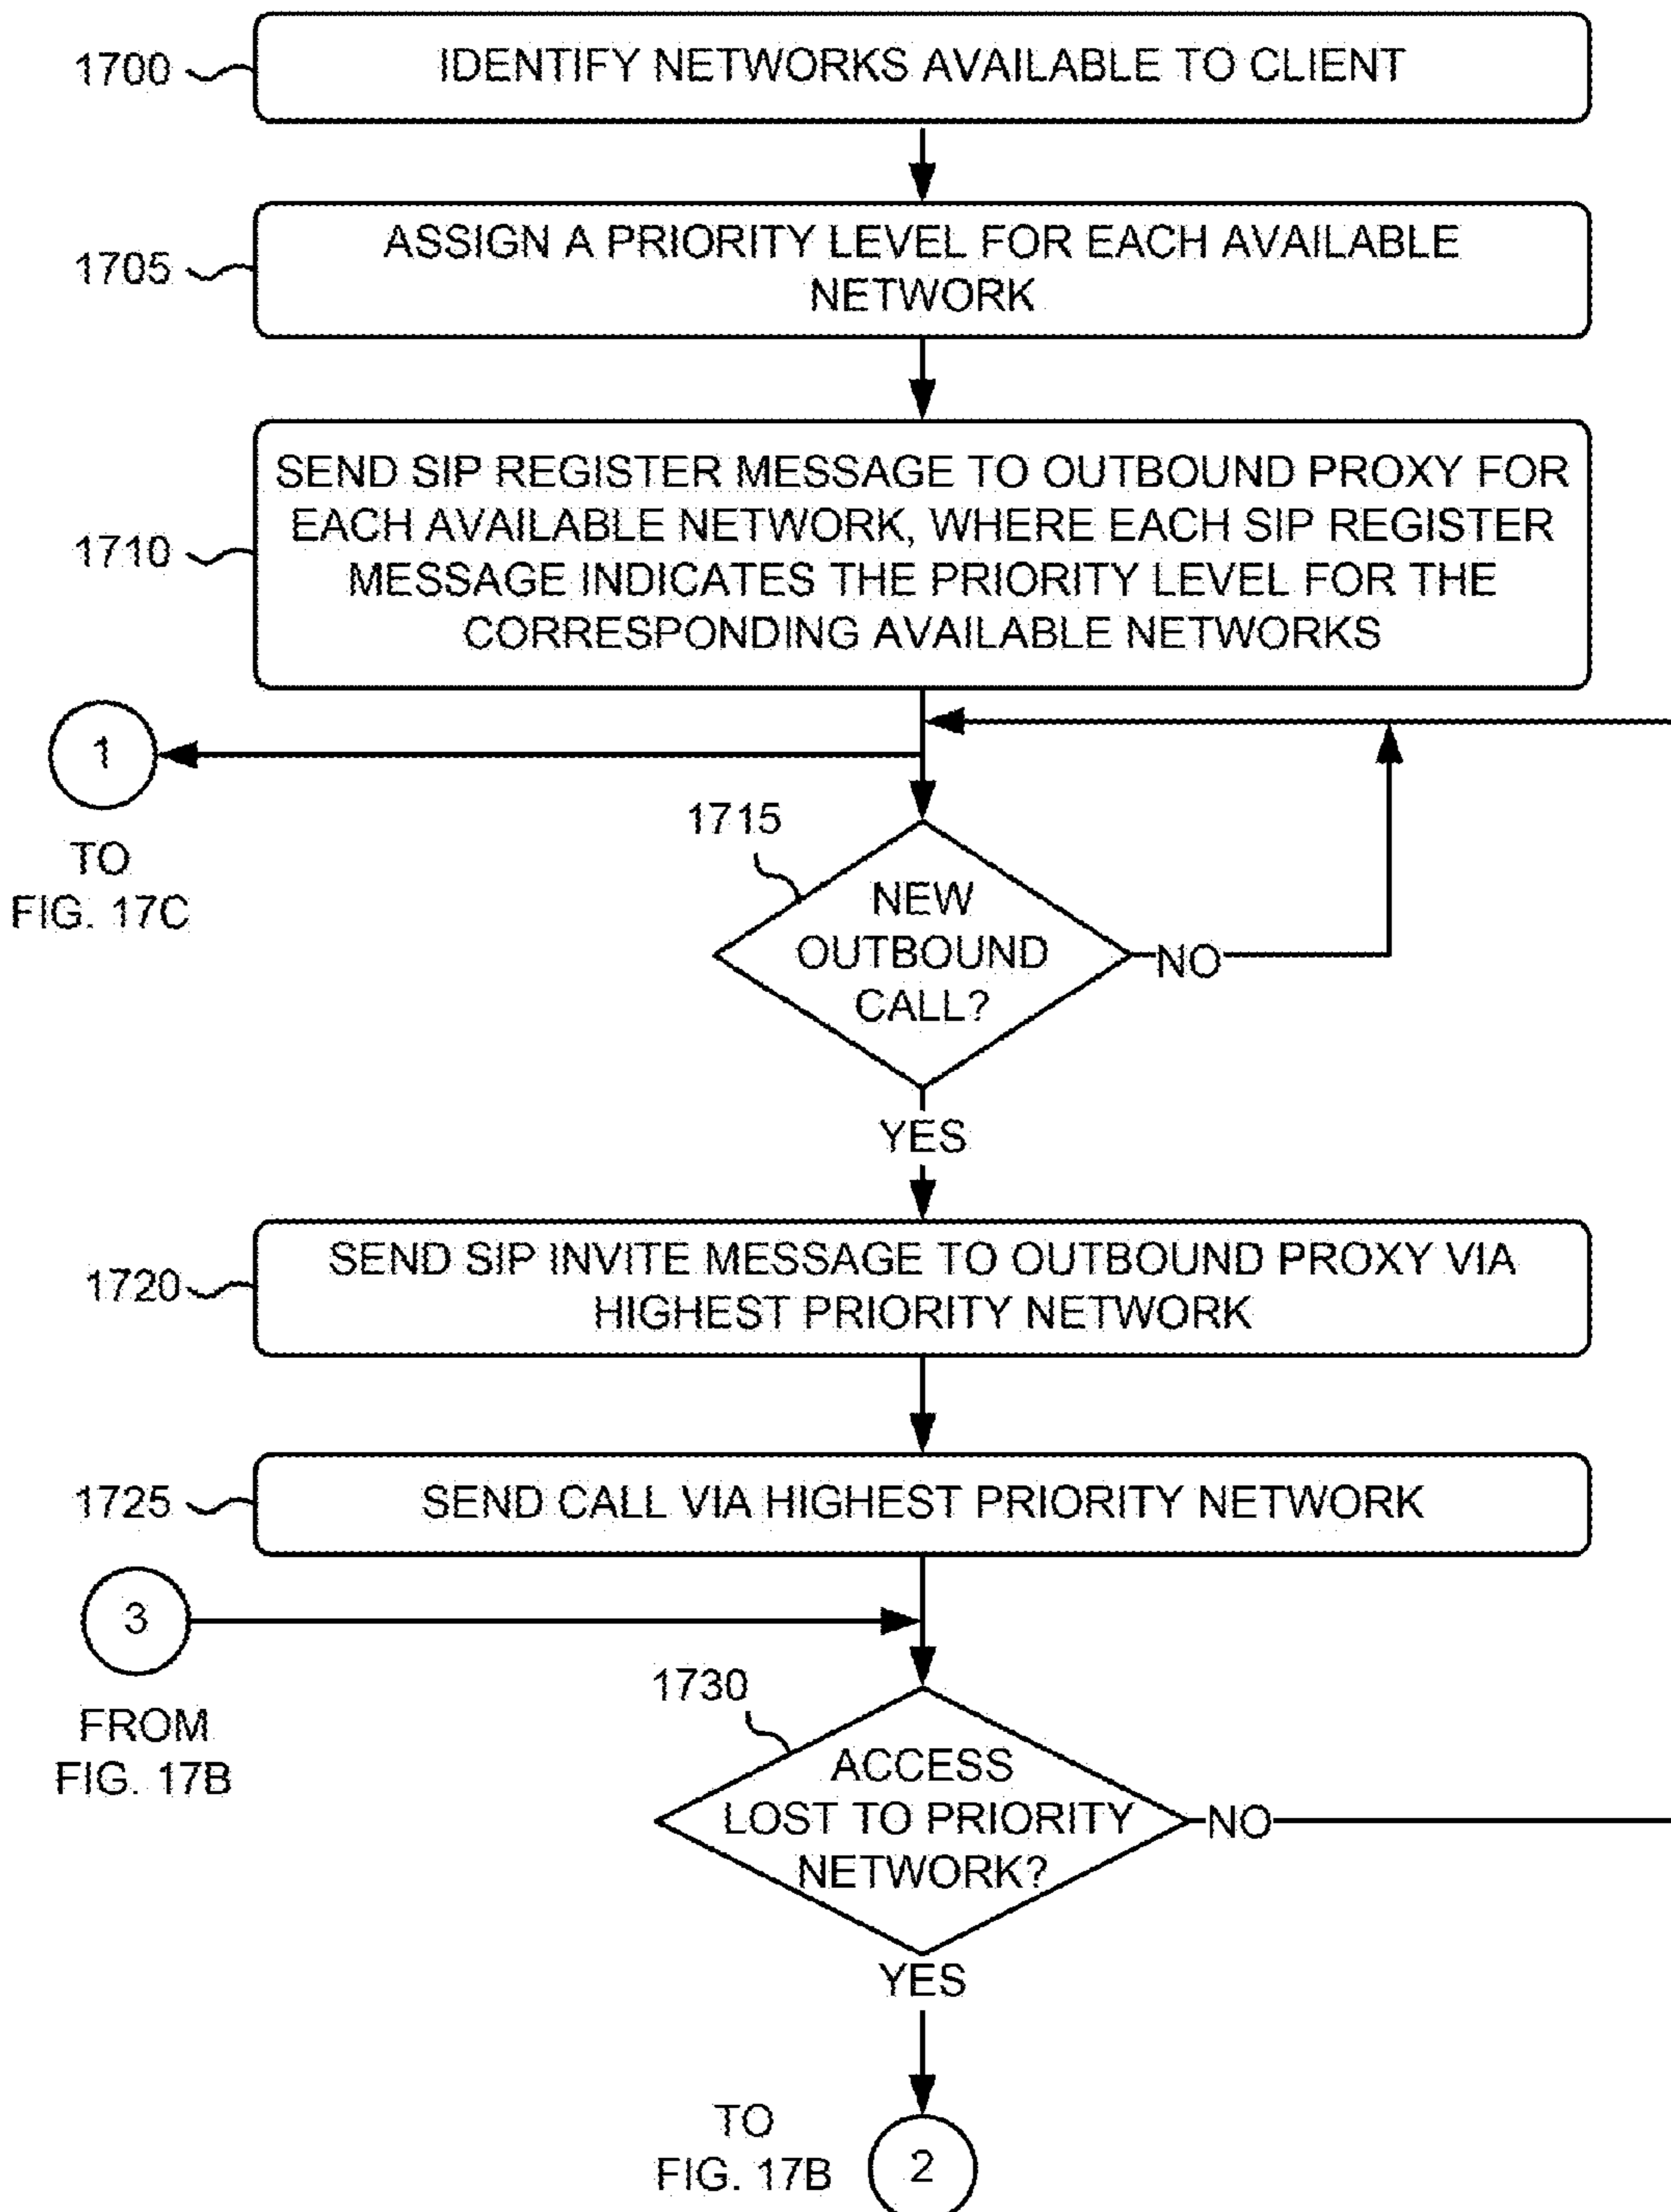 1700
IDENTIFY NETWORKS AVAILABLE TO CLIENT
1705
ASSIGN A PRIORITY LEVEL FOR EACH AVAILABLE
NETWORK
1710
SEND SIP REGISTER MESSAGE TO OUTBOUND PROXY FOR
EACH AVAILABLE NETWORK, WHERE EACH SIP REGISTER
MESSAGE INDICATES THE PRIORITY LEVEL FOR THE
CORRESPONDING AVAILABLE NETWORKS
1
TO
FIG. 17C
1715
NEW
OUTBOUND
CALL?
NO
YES
1720
SEND SIP INVITE MESSAGE TO OUTBOUND PROXY VIA
HIGHEST PRIORITY NETWORK
1725
SEND CALL VIA HIGHEST PRIORITY NETWORK
3
FROM
FIG. 17B
1730
ACCESS
LOST TO PRIORITY
NETWORK?
NO
YES
TO
FIG. 17B
2